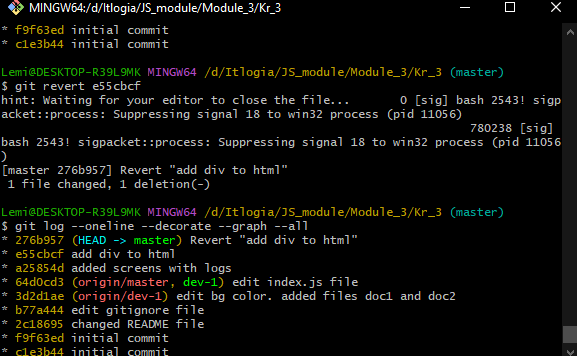 MINGW64:/d/Itlogia/JS_module/Module_3/Kr_3
* f9f63ed initial commit
* c1e3b44 initial commit
Lemi@DESKTOP-R39L9MK MINGW64 /d/Itlogia/JS_module/Module_3/Kr_3 (master)
$ git revert e55cbcf
hint: Waiting for your editor to close the file...      0 [sig] bash 2543! sigp
acket::process: Suppressing signal 18 to win32 process (pid 11056)
780238 [sig]
bash 2543! sigpacket::process: Suppressing signal 18 to win32 process (pid 11056
)
[master 276b957] Revert "add div to html"
1 file changed, 1 deletion(-)
Lemi@DESKTOP-R39L9MK MINGW64 /d/Itlogia/JS_module/Module_3/Kr_3 (master)
$ git log --oneline --decorate --graph --all
* 276b957 (HEAD -> master) Revert "add div to html"
* e55cbcf add div to html
* a25854d added screens with logs
* 64d0cd3 (origin/master, dev-1) edit index.js file
* 3d2d1ae (origin/dev-1) edit bg color. added files doc1 and doc2
* b77a444 edit gitignore file
* 2c18695 changed README file
* f9f63ed initial commit
* c1e3b44 initial commit